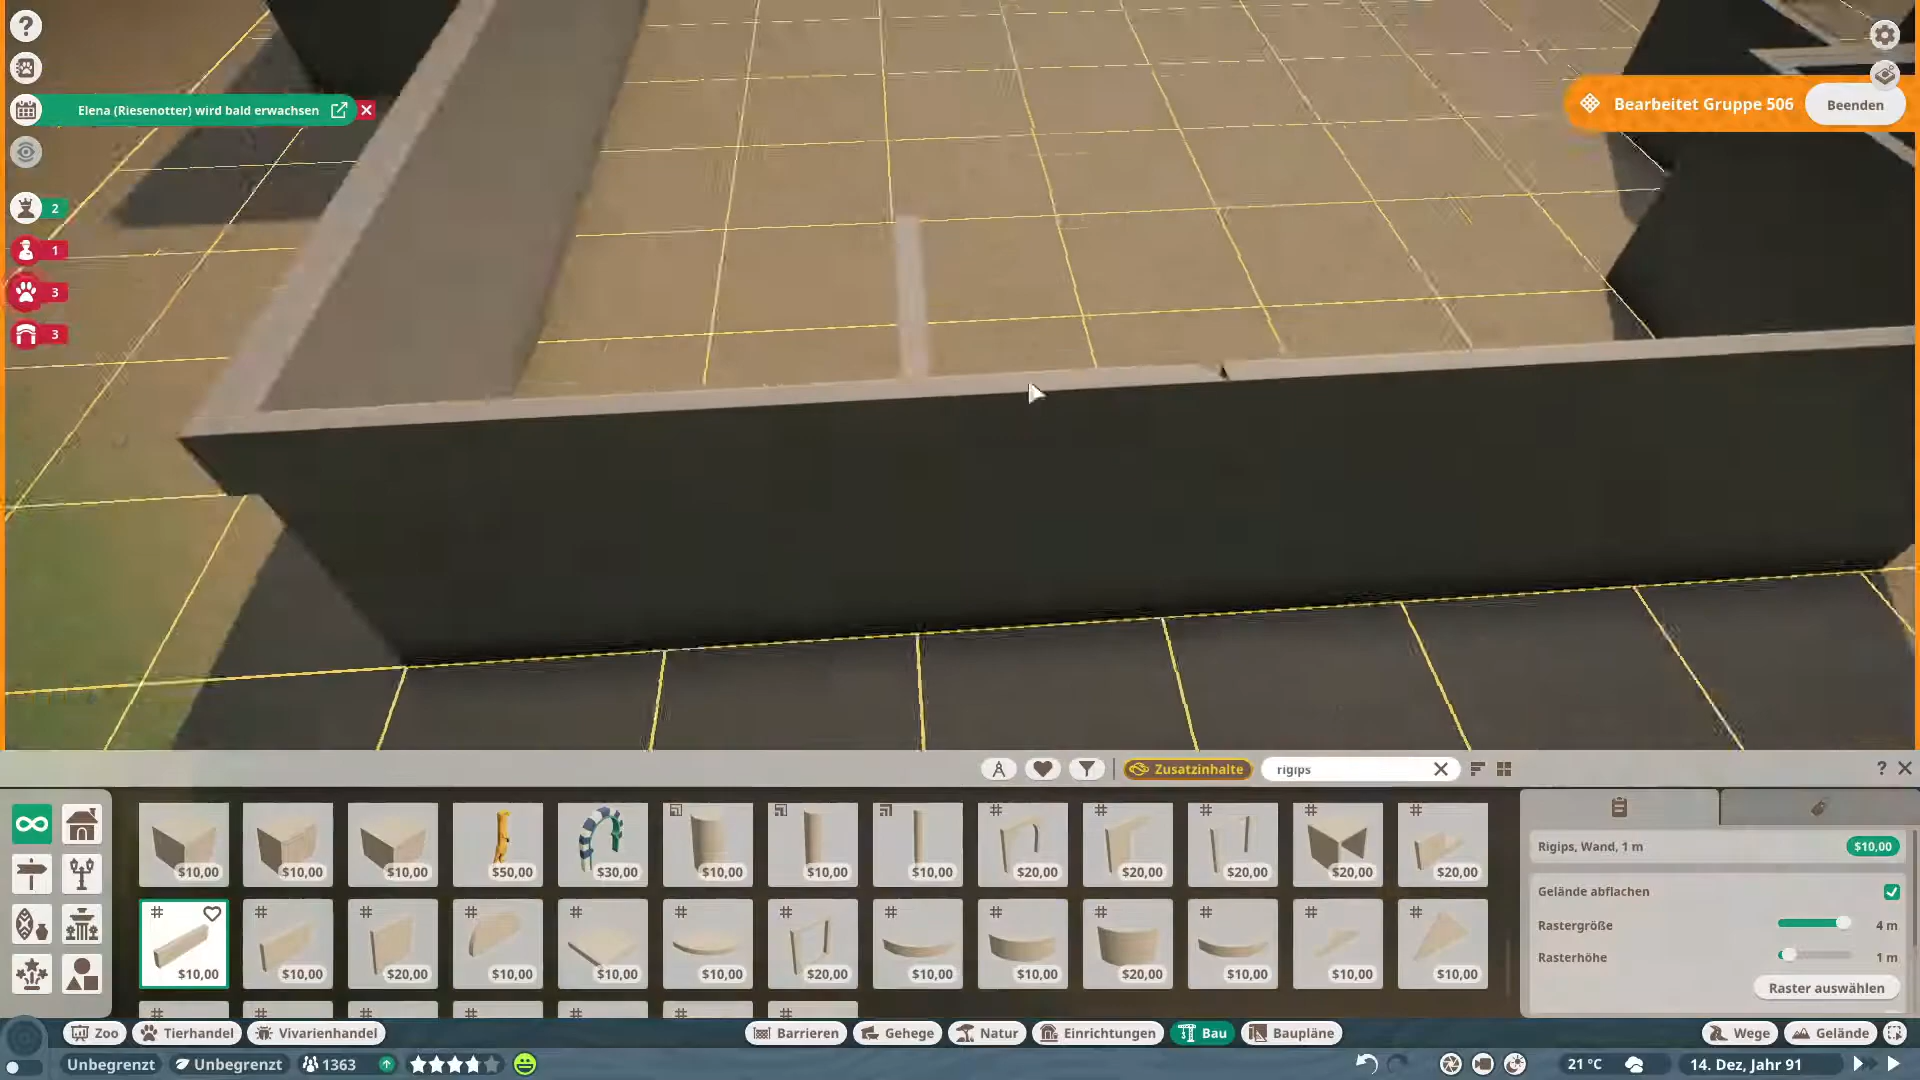 ?
Elena (Riesenotter) wird bald erwachsen
Bearbeitet Gruppe 506
Beenden
2
1
3
3
Zusatzinhalte
rigips
?
$10,00 $10,00 $10,00 $50,00 $30,00 $10,00 $10,00 $10,00 $20,00 $20,00 $20,00 $20,00 $20,00
$10,00 $10,00 $20,00 $10,00 $10,00 $10,00 $20,00 $10,00 $10,00 $20,00 $10,00 $10,00 $10,00
Rigips, Wand, 1 m
$10,00
Gelände abflachen
Rastergröße
4 m
Rasterhöhe
1 m
Raster auswählen
Zoo
Tierhandel
Vivarienhandel
Barrieren
Gehege
Natur
Einrichtungen
Bau
Baupläne
Wege
Gelände
Unbegrenzt
Unbegrenzt
1363
21 °C
14. Dez, Jahr 91